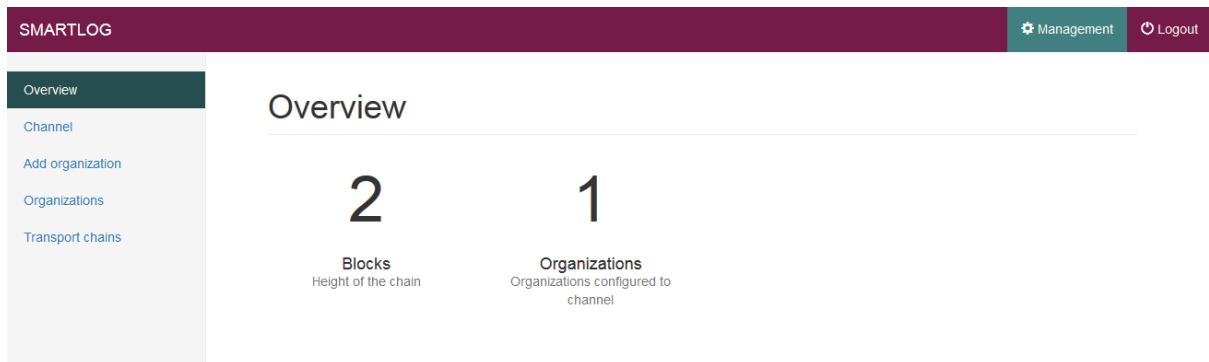 SMARTLOG
Management
Logout
Overview
Channel
Add organization
Organizations
Transport chains
Overview
2
Blocks
Height of the chain
1
Organizations
Organizations configured to
channel